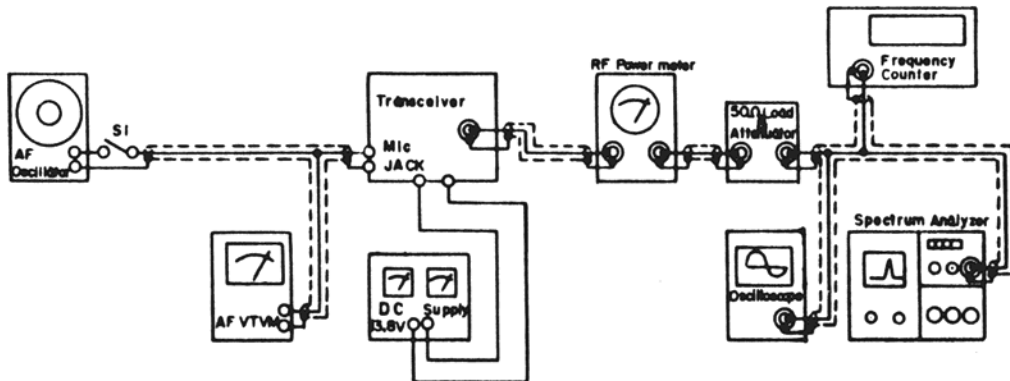 AF
Oscillator
S1
AF VTVM
Transceiver
Mic
JACK
DC Supply
13.8V
RF Power meter
50Ω Load
Attenuator
Frequency
Counter
Oscilloscope
Spectrum Analyzer